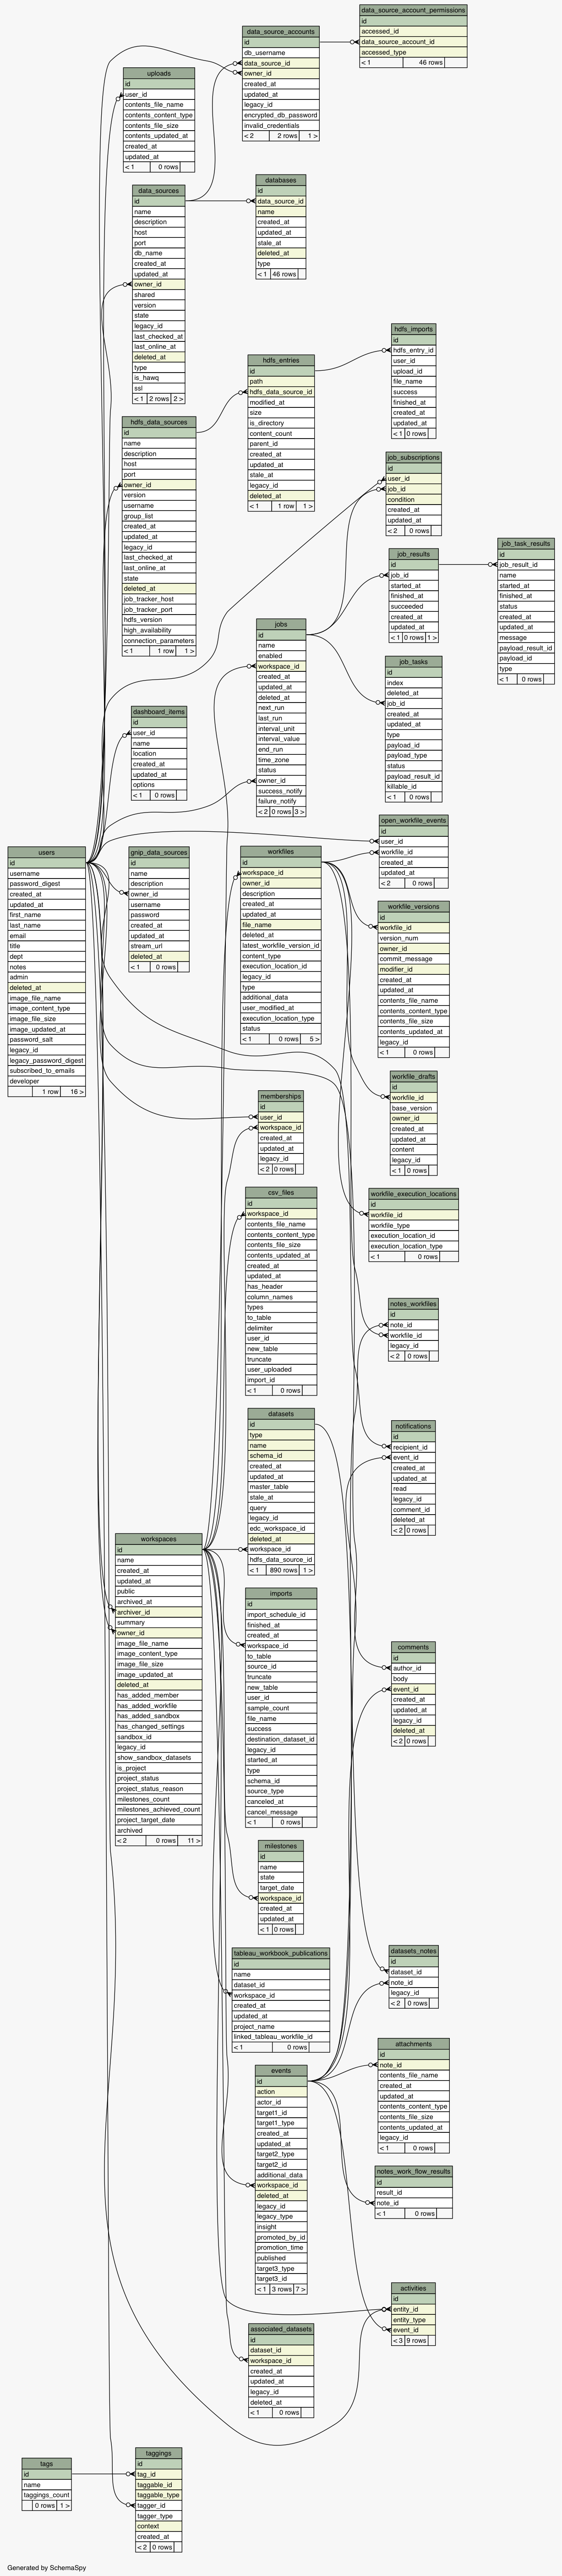 data_source_account_permissions
id
accessed_id
data_source_account_id
accessed_type
< 1 46 rows
data_source_accounts
id
db_username
data_source_id
owner_id
created_at
updated_at
legacy_id
encrypted_db_password
invalid_credentials
< 2 2 rows 1 >
uploads
id
user_id
contents_file_name
contents_content_type
contents_file_size
contents_updated_at
created_at
updated_at
< 1 0 rows
databases
id
data_source_id
name
created_at
updated_at
stale_at
deleted_at
type
< 1 46 rows
data_sources
id
name
description
host
port
db_name
created_at
updated_at
owner_id
shared
version
state
legacy_id
last_checked_at
last_online_at
deleted_at
type
is_hawq
ssl
< 1 2 rows 2 >
hdfs_imports
id
hdfs_entry_id
user_id
upload_id
file_name
success
finished_at
created_at
updated_at
< 1 0 rows
hdfs_entries
id
path
hdfs_data_source_id
modified_at
size
is_directory
content_count
parent_id
created_at
updated_at
stale_at
legacy_id
deleted_at
< 1 1 row 1 >
hdfs_data_sources
id
name
description
host
port
owner_id
version
username
group_list
created_at
updated_at
legacy_id
last_checked_at
last_online_at
state
deleted_at
job_tracker_host
job_tracker_port
hdfs_version
high_availability
connection_parameters
< 1 1 row 1 >
job_subscriptions
id
user_id
job_id
condition
created_at
updated_at
< 2 0 rows
job_task_results
id
job_result_id
name
started_at
finished_at
status
created_at
updated_at
message
payload_result_id
payload_id
type
< 1 0 rows
job_results
id
job_id
started_at
finished_at
succeeded
created_at
updated_at
< 1 0 rows 1 >
jobs
id
name
enabled
workspace_id
created_at
updated_at
deleted_at
next_run
last_run
interval_unit
interval_value
end_run
time_zone
status
owner_id
success_notify
failure_notify
< 2 0 rows 3 >
job_tasks
id
index
deleted_at
job_id
created_at
updated_at
type
payload_id
payload_type
status
payload_result_id
killable_id
< 1 0 rows
dashboard_items
id
user_id
name
location
created_at
updated_at
options
< 1 0 rows
open_workfile_events
id
user_id
workfile_id
created_at
updated_at
< 2 0 rows
users
id
username
password_digest
created_at
updated_at
first_name
last_name
email
title
dept
notes
admin
deleted_at
image_file_name
image_content_type
image_file_size
image_updated_at
password_salt
legacy_id
legacy_password_digest
subscribed_to_emails
developer
1 row 16 >
gnip_data_sources
id
name
description
owner_id
username
password
created_at
updated_at
stream_url
deleted_at
< 1 0 rows
workfiles
id
workspace_id
owner_id
description
created_at
updated_at
file_name
deleted_at
latest_workfile_version_id
content_type
execution_location_id
legacy_id
type
additional_data
user_modified_at
execution_location_type
status
< 1 0 rows 5 >
workfile_versions
id
workfile_id
version_num
owner_id
commit_message
modifier_id
created_at
updated_at
contents_file_name
contents_content_type
contents_file_size
contents_updated_at
legacy_id
< 1 0 rows
workfile_drafts
id
workfile_id
base_version
owner_id
created_at
updated_at
content
legacy_id
< 1 0 rows
memberships
id
user_id
workspace_id
created_at
updated_at
legacy_id
< 2 0 rows
workfile_execution_locations
id
workfile_id
workfile_type
execution_location_id
execution_location_type
< 1 0 rows
csv_files
id
workspace_id
contents_file_name
contents_content_type
contents_file_size
contents_updated_at
created_at
updated_at
has_header
column_names
types
to_table
delimiter
user_id
new_table
truncate
user_uploaded
import_id
< 1 0 rows
notes_workfiles
id
note_id
workfile_id
legacy_id
< 2 0 rows
datasets
id
type
name
schema_id
created_at
updated_at
master_table
stale_at
query
legacy_id
edc_workspace_id
deleted_at
workspace_id
hdfs_data_source_id
< 1 890 rows 1 >
notifications
id
recipient_id
event_id
created_at
updated_at
read
legacy_id
comment_id
deleted_at
< 2 0 rows
workspaces
id
name
created_at
updated_at
public
archived_at
archiver_id
summary
owner_id
image_file_name
image_content_type
image_file_size
image_updated_at
deleted_at
has_added_member
has_added_workfile
has_added_sandbox
has_changed_settings
sandbox_id
legacy_id
show_sandbox_datasets
is_project
project_status
project_status_reason
milestones_count
milestones_achieved_count
project_target_date
archived
< 2 0 rows 11 >
imports
id
import_schedule_id
finished_at
created_at
workspace_id
to_table
source_id
truncate
new_table
user_id
sample_count
file_name
success
destination_dataset_id
legacy_id
started_at
type
schema_id
source_type
canceled_at
cancel_message
< 1 0 rows
comments
id
author_id
body
event_id
created_at
updated_at
legacy_id
deleted_at
< 2 0 rows
milestones
id
name
state
target_date
workspace_id
created_at
updated_at
< 1 0 rows
tableau_workbook_publications
id
name
dataset_id
workspace_id
created_at
updated_at
project_name
linked_tableau_workfile_id
< 1 0 rows
datasets_notes
id
dataset_id
note_id
legacy_id
< 2 0 rows
attachments
id
note_id
contents_file_name
created_at
updated_at
contents_content_type
contents_file_size
contents_updated_at
legacy_id
< 1 0 rows
events
id
action
actor_id
target1_id
target1_type
created_at
updated_at
target2_type
target2_id
additional_data
workspace_id
deleted_at
legacy_id
legacy_type
insight
promoted_by_id
promotion_time
published
target3_type
target3_id
< 1 3 rows 7 >
notes_work_flow_results
id
result_id
note_id
< 1 0 rows
activities
id
entity_id
entity_type
event_id
< 3 9 rows
associated_datasets
id
dataset_id
workspace_id
created_at
updated_at
legacy_id
deleted_at
< 1 0 rows
taggings
id
tag_id
taggable_id
taggable_type
tagger_id
tagger_type
context
created_at
< 2 0 rows
tags
id
name
taggings_count
0 rows 1 >
Generated by SchemaSpy